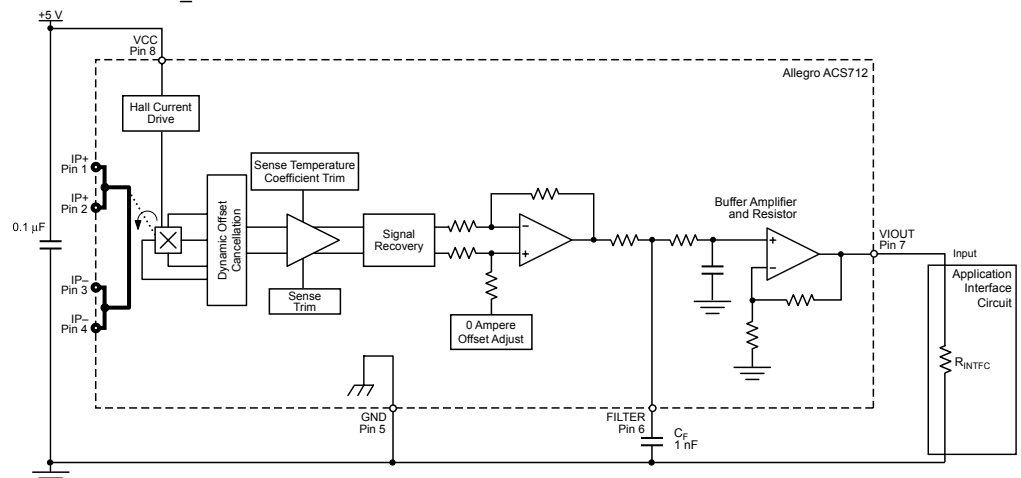 +5 V
VCC
Pin 8
Allegro ACS712
Hall Current
Drive
IP+
Pin 1
IP+
Pin 2
IP–
Pin 3
IP–
Pin 4
0.1 μF
Dynamic Offset
Cancellation
Sense Temperature
Coefficient Trim
Sense
Trim
Signal
Recovery
0 Ampere
Offset Adjust
Buffer Amplifier
and Resistor
VIOUT
Pin 7
Input
Application
Interface
Circuit
RINTFC
GND
Pin 5
FILTER
Pin 6
CF
1 nF